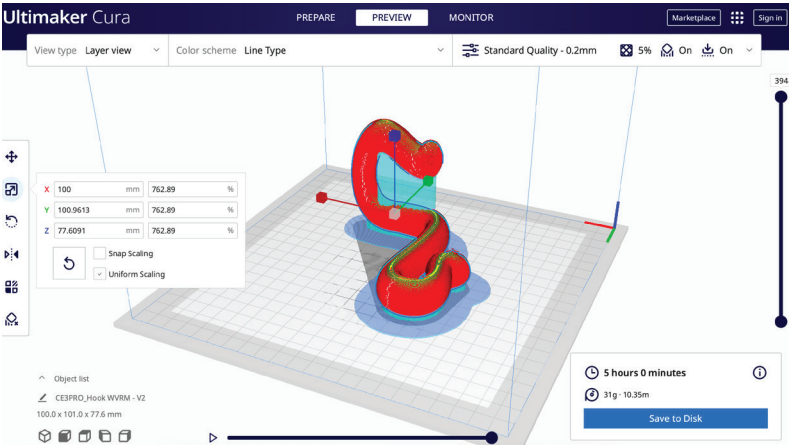 Ultimaker Cura
PREPARE
PREVIEW
MONITOR
Marketplace
Sign in
View type Layer view
Color scheme Line Type
Standard Quality - 0.2mm
5%
On
On
394
X 100 mm 762.89 %
Y 100.9613 mm 762.89 %
Z 77.6091 mm 762.89 %
Snap Scaling
Uniform Scaling
Object list
CE3PRO_Hook WVRM - V2
100.0 x 101.0 x 77.6 mm
5 hours 0 minutes
31g · 10.35m
Save to Disk